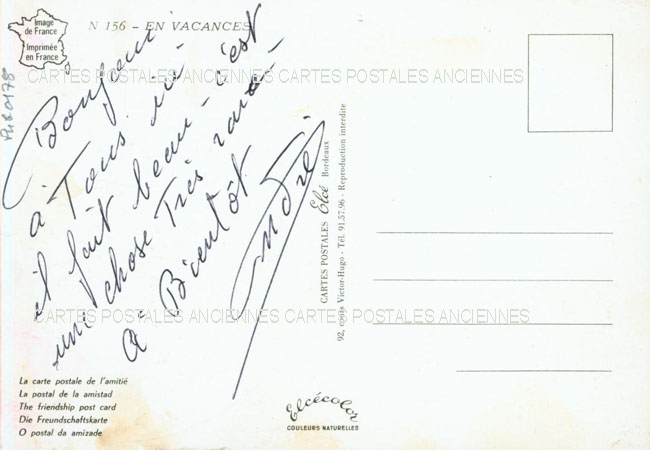 Image
de France
Imprimée
en France
N 156 - EN VACANCES
CARTES POSTALES ANCIENNES CARTES POSTALES ANCIENNES
Bonjour
à Tous ici
il fait beau - c'est
une chose Très rare -
A Bientôt
André
CARTES POSTALES Elcé Bordeaux
92, cours Victor-Hugo - Tél. 91.57.96 - Reproduction interdite
CARTES POSTALES ANCIENNES CARTES POSTALES ANCIENNES
La carte postale de l'amitié
La postal de la amistad
The friendship post card
Die Freundschaftskarte
O postal da amizade
Elcécolor
COULEURS NATURELLES